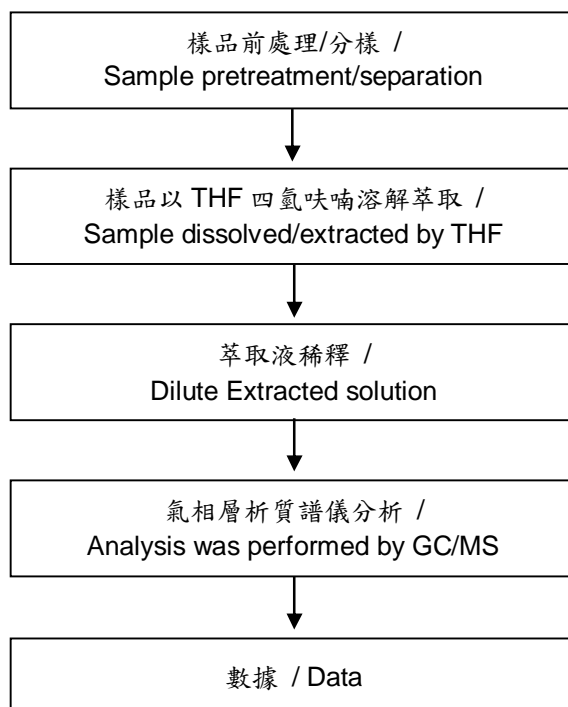 樣品前處理/分樣 /
Sample pretreatment/separation
樣品以 THF 四氫呋喃溶解萃取 /
Sample dissolved/extracted by THF
萃取液稀釋 /
Dilute Extracted solution
氣相層析質譜儀分析 /
Analysis was performed by GC/MS
數據 / Data